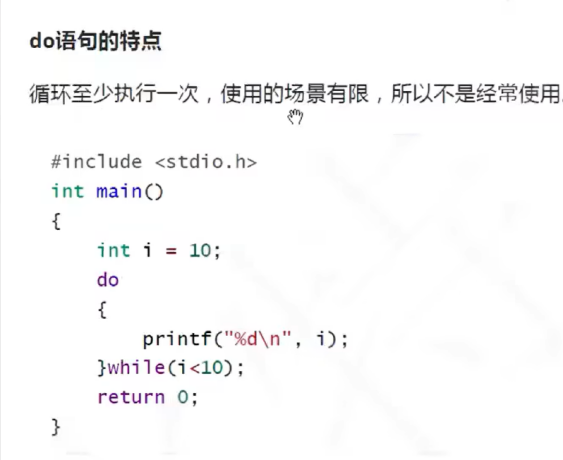 do语句的特点
循环至少执行一次，使用的场景有限，所以不是经常使用
#include <stdio.h>
int main()
{
    int i = 10;
    do
    {
        printf("%d\n", i);
    }while(i<10);
    return 0;
}